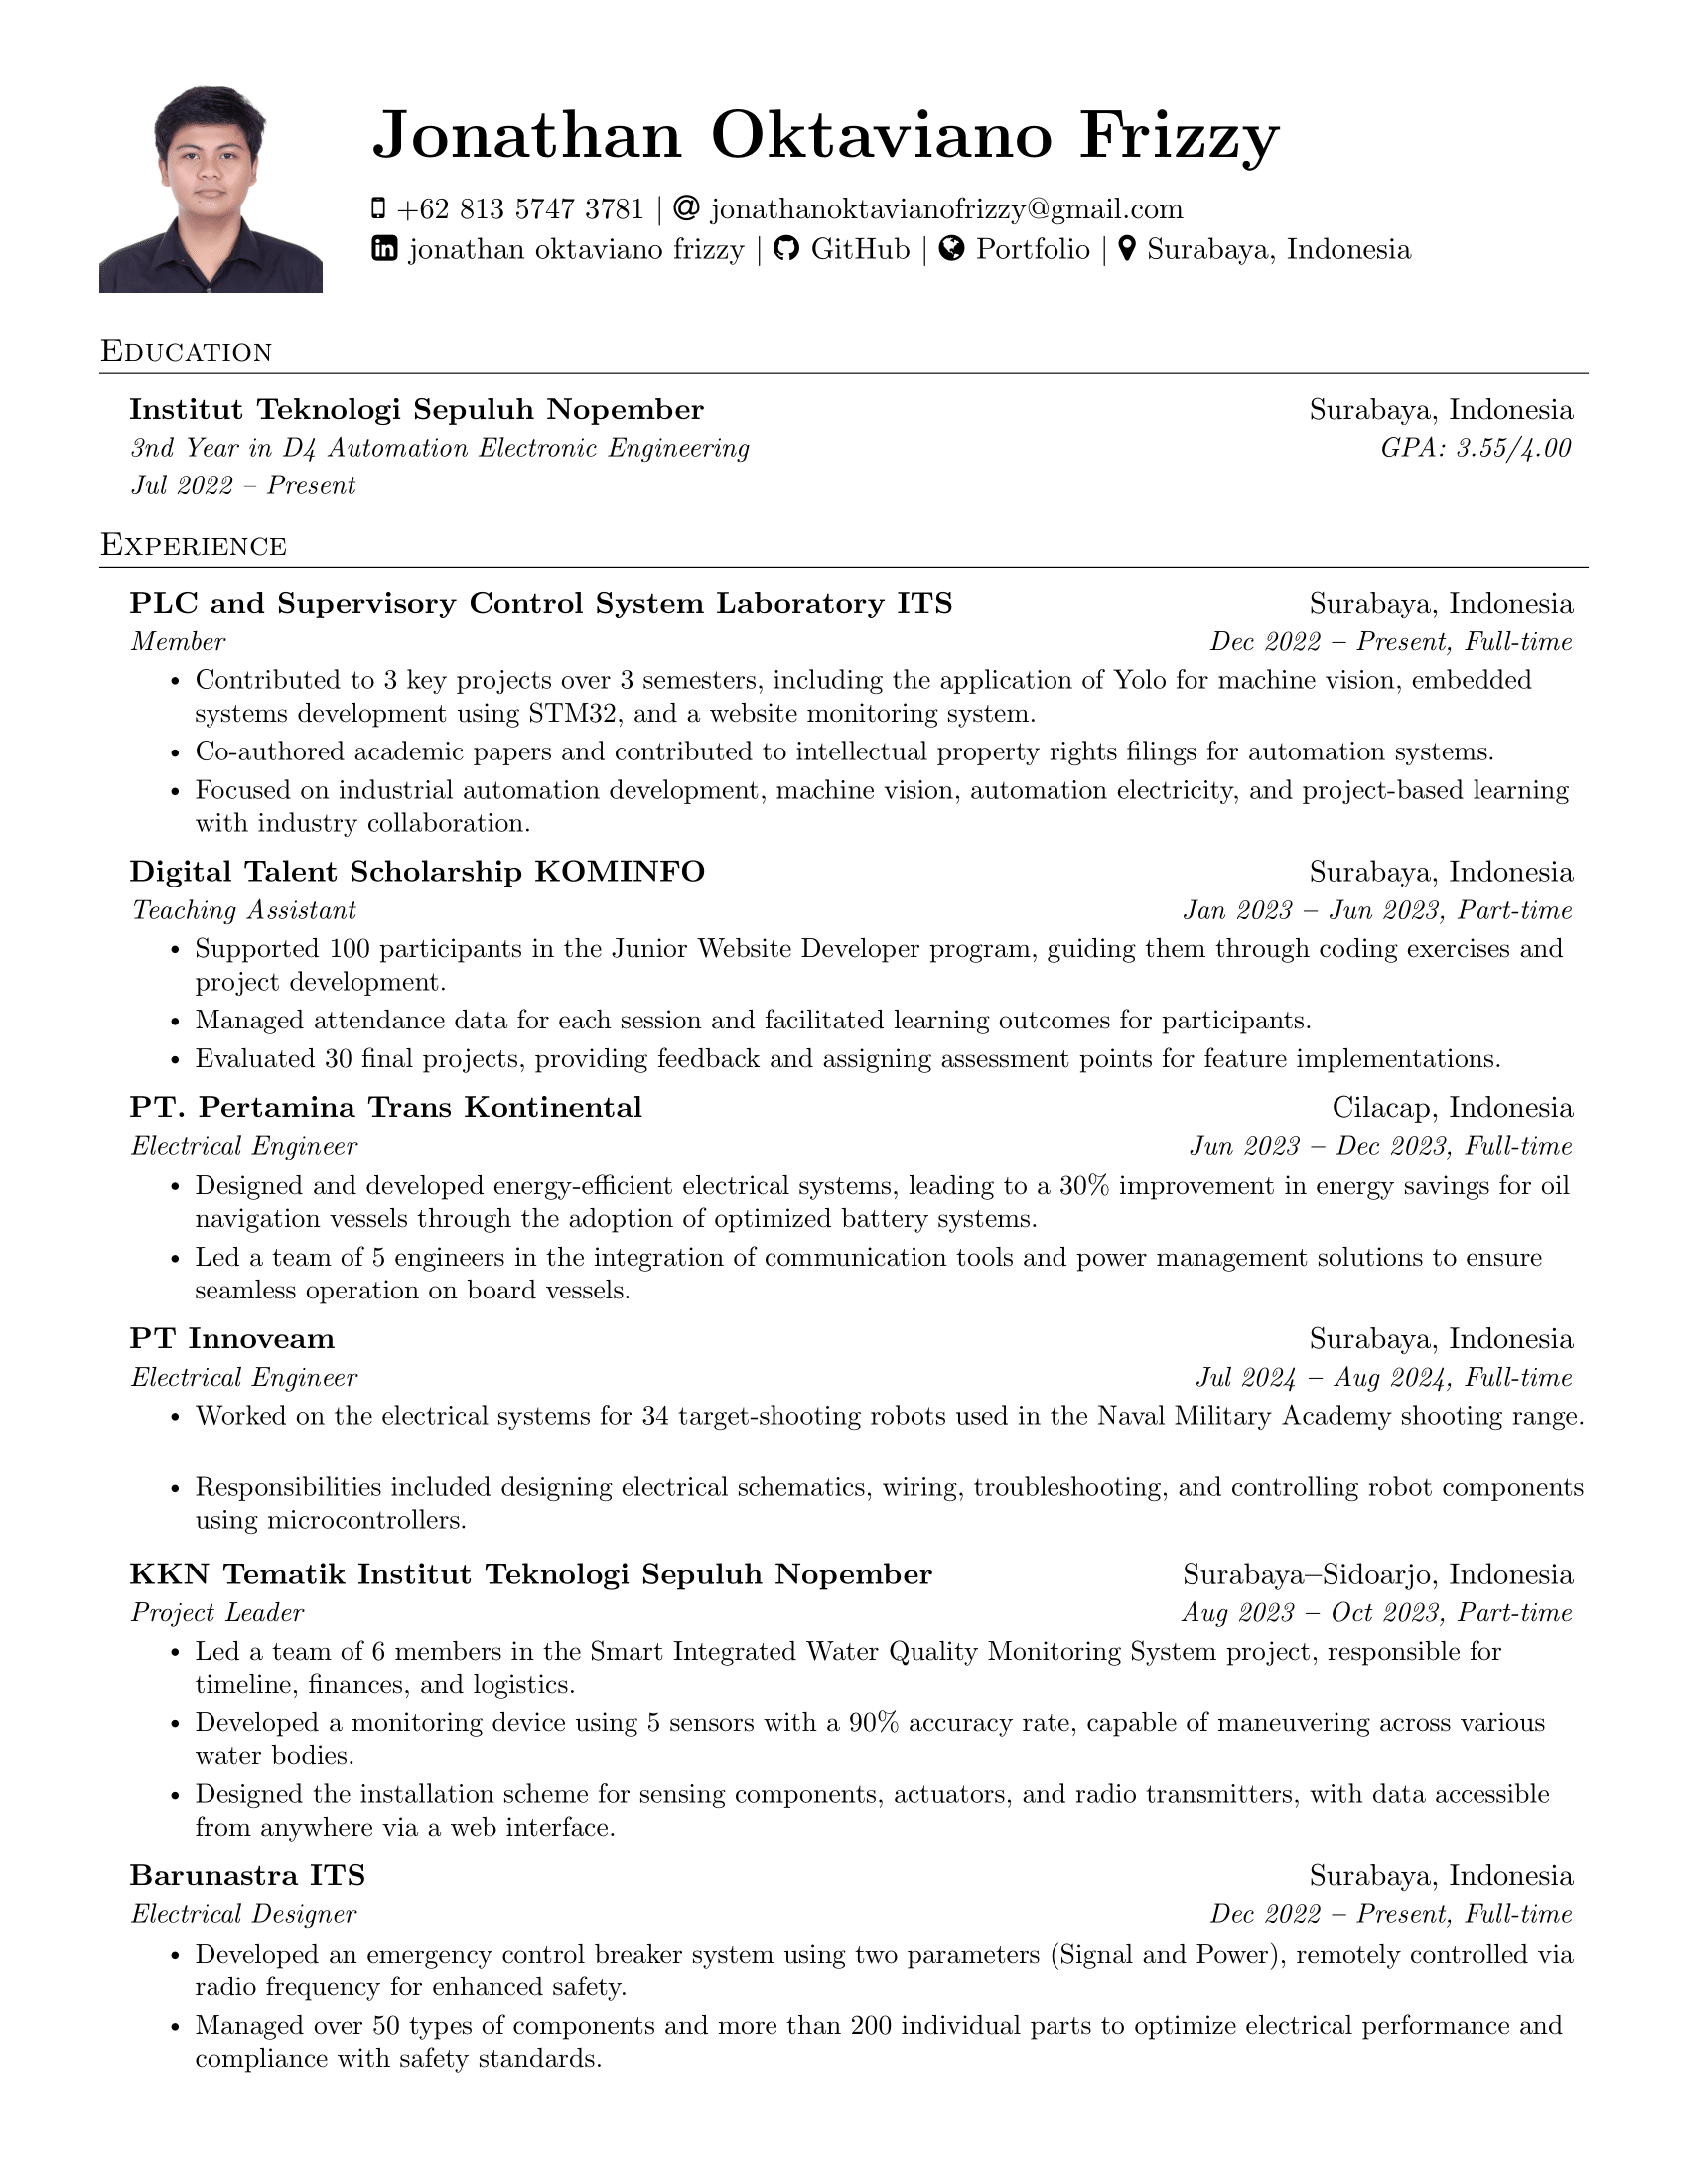 Jonathan Oktaviano Frizzy
+62 813 5747 3781 | jonathanoktavianofrizzy@gmail.com
jonathan oktaviano frizzy | GitHub | Portfolio | Surabaya, Indonesia
Education
Institut Teknologi Sepuluh Nopember Surabaya, Indonesia
3nd Year in D4 Automation Electronic Engineering GPA: 3.55/4.00
Jul 2022 – Present
Experience
PLC and Supervisory Control System Laboratory ITS Surabaya, Indonesia
Member Dec 2022 – Present, Full-time
• Contributed to 3 key projects over 3 semesters, including the application of Yolo for machine vision, embedded
systems development using STM32, and a website monitoring system.
• Co-authored academic papers and contributed to intellectual property rights filings for automation systems.
• Focused on industrial automation development, machine vision, automation electricity, and project-based learning
with industry collaboration.
Digital Talent Scholarship KOMINFO Surabaya, Indonesia
Teaching Assistant Jan 2023 – Jun 2023, Part-time
• Supported 100 participants in the Junior Website Developer program, guiding them through coding exercises and
project development.
• Managed attendance data for each session and facilitated learning outcomes for participants.
• Evaluated 30 final projects, providing feedback and assigning assessment points for feature implementations.
PT. Pertamina Trans Kontinental Cilacap, Indonesia
Electrical Engineer Jun 2023 – Dec 2023, Full-time
• Designed and developed energy-efficient electrical systems, leading to a 30% improvement in energy savings for oil
navigation vessels through the adoption of optimized battery systems.
• Led a team of 5 engineers in the integration of communication tools and power management solutions to ensure
seamless operation on board vessels.
PT Innoveam Surabaya, Indonesia
Electrical Engineer Jul 2024 – Aug 2024, Full-time
• Worked on the electrical systems for 34 target-shooting robots used in the Naval Military Academy shooting range.
• Responsibilities included designing electrical schematics, wiring, troubleshooting, and controlling robot components
using microcontrollers.
KKN Tematik Institut Teknologi Sepuluh Nopember Surabaya–Sidoarjo, Indonesia
Project Leader Aug 2023 – Oct 2023, Part-time
• Led a team of 6 members in the Smart Integrated Water Quality Monitoring System project, responsible for
timeline, finances, and logistics.
• Developed a monitoring device using 5 sensors with a 90% accuracy rate, capable of maneuvering across various
water bodies.
• Designed the installation scheme for sensing components, actuators, and radio transmitters, with data accessible
from anywhere via a web interface.
Barunastra ITS Surabaya, Indonesia
Electrical Designer Dec 2022 – Present, Full-time
• Developed an emergency control breaker system using two parameters (Signal and Power), remotely controlled via
radio frequency for enhanced safety.
• Managed over 50 types of components and more than 200 individual parts to optimize electrical performance and
compliance with safety standards.